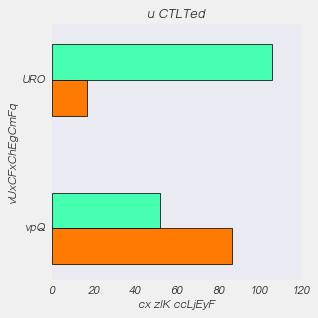 u CTLTed
vUxCFxChEgCmFq
URO
vpQ
0 20 40 60 80 100 120
cx zlK ccLjEyF